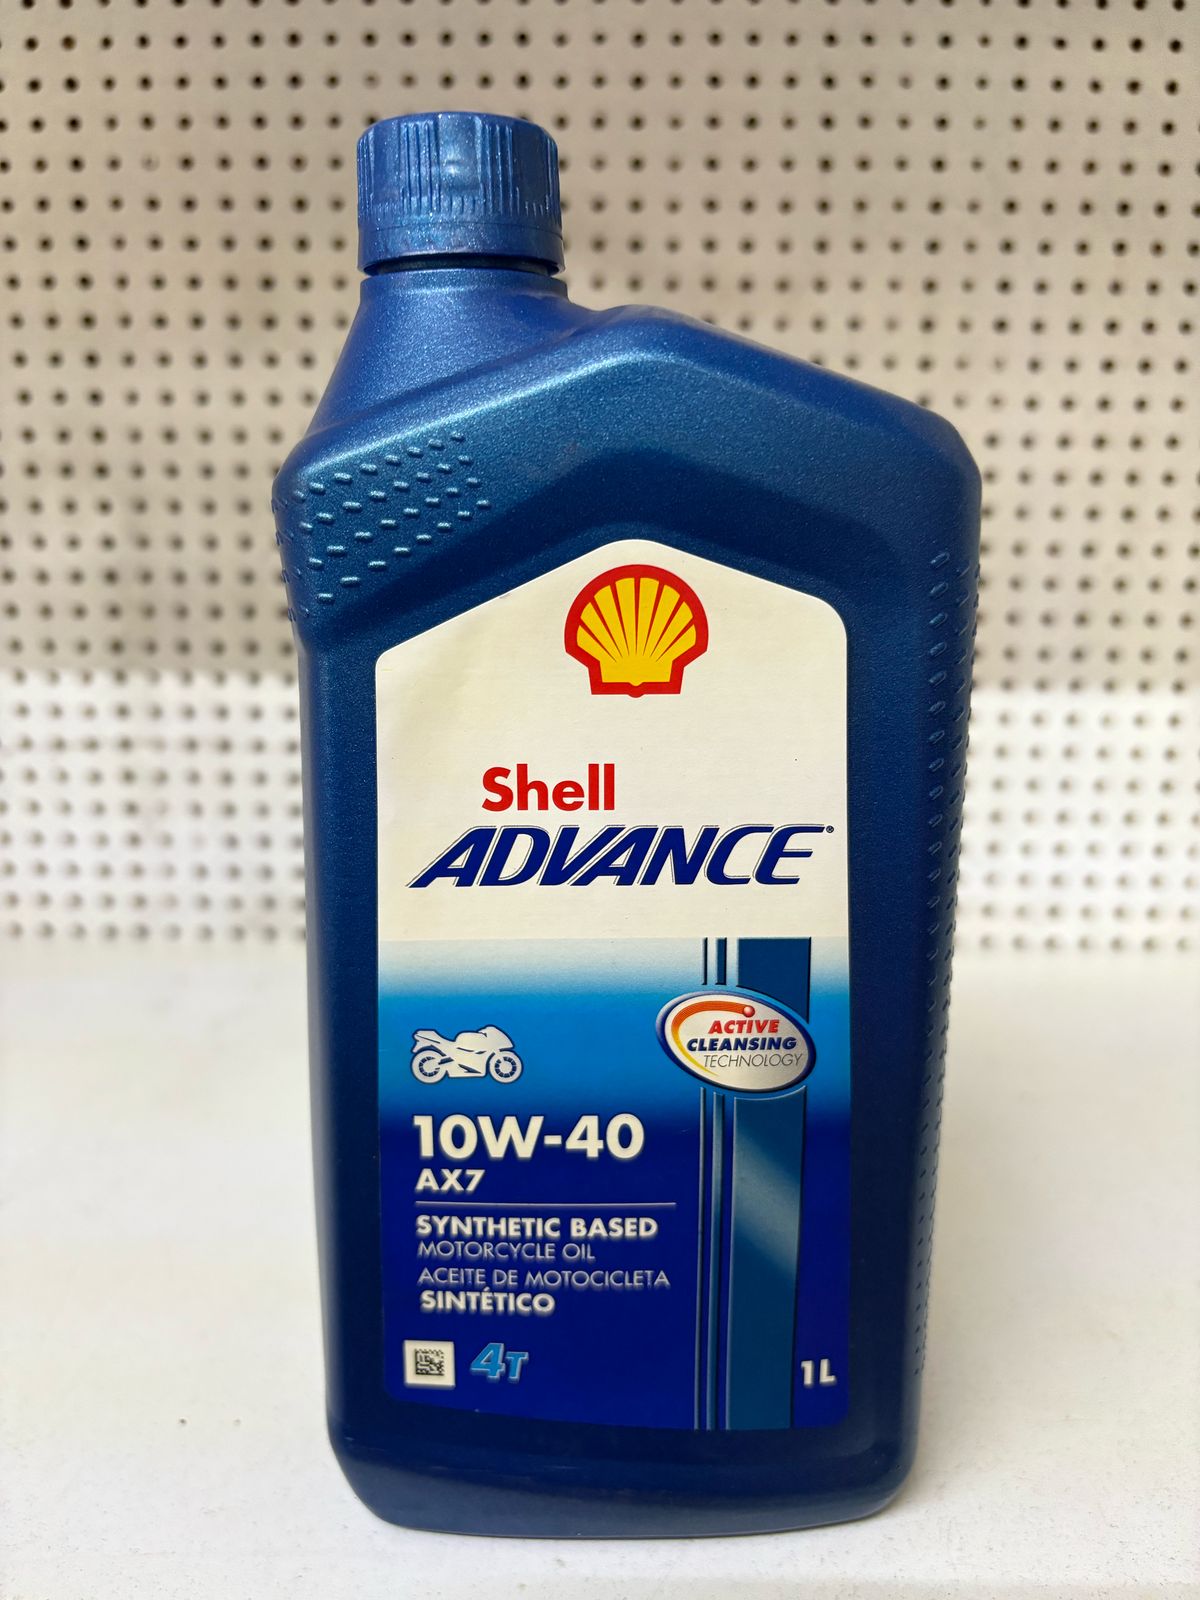 Shell
ADVANCE®
ACTIVE
CLEANSING
TECHNOLOGY
10W-40
AX7
SYNTHETIC BASED
MOTORCYCLE OIL
ACEITE DE MOTOCICLETA
SINTÉTICO
4T
1L